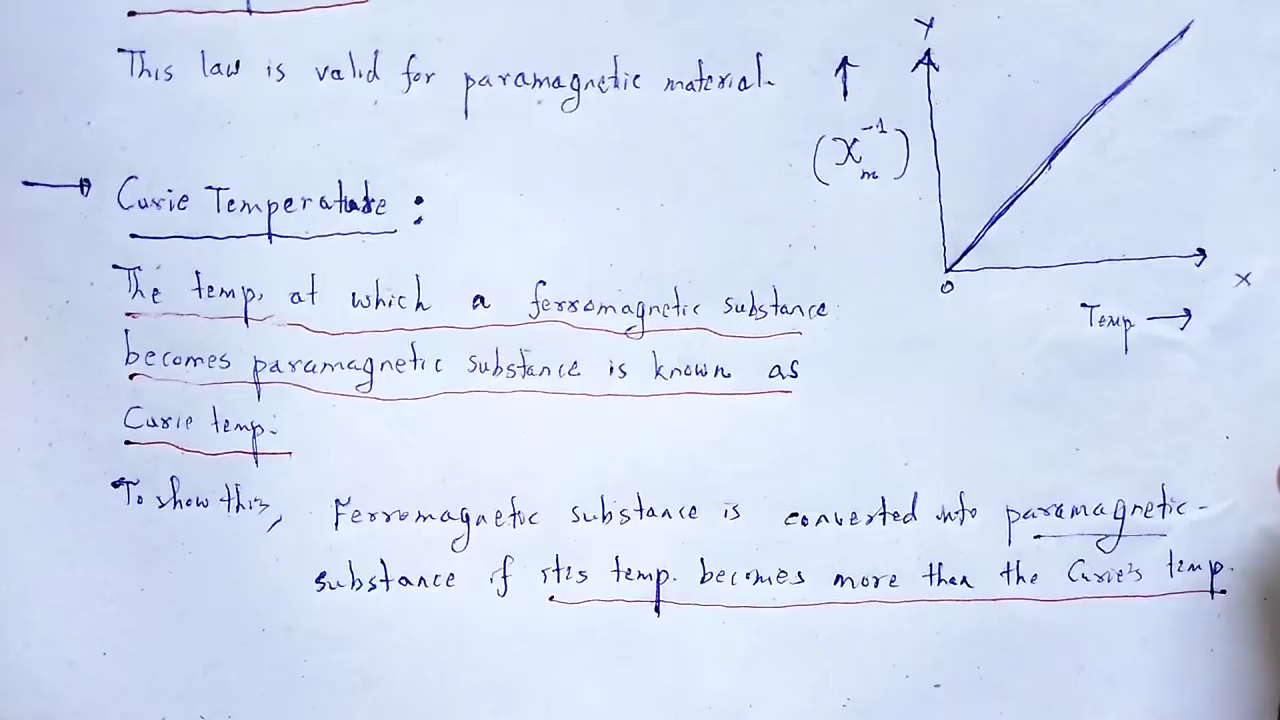 This law is valid for paramagnetic material.
Y
(χm⁻¹)
O
X
Temp →
→ Curie Temperature :
The temp. at which a ferromagnetic substance
becomes paramagnetic substance is known as
Curie temp.
To show this, Ferromagnetic substance is converted into paramagnetic-
substance if its temp. becomes more than the Curie's temp.